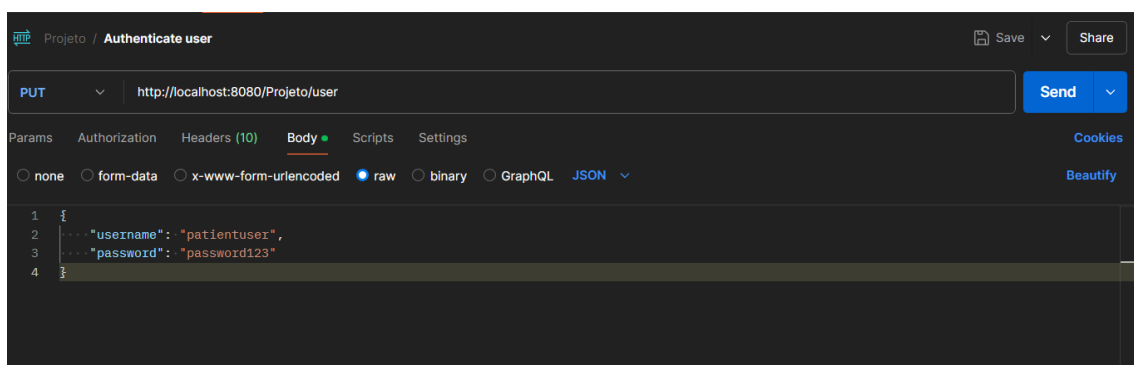 HTTP Projeto / Authenticate user Save Share
PUT http://localhost:8080/Projeto/user Send
Params Authorization Headers (10) Body Scripts Settings Cookies
none form-data x-www-form-urlencoded raw binary GraphQL JSON Beautify
1 {
2 ····"username":·"patientuser",
3 ····"password":·"password123"
4 }